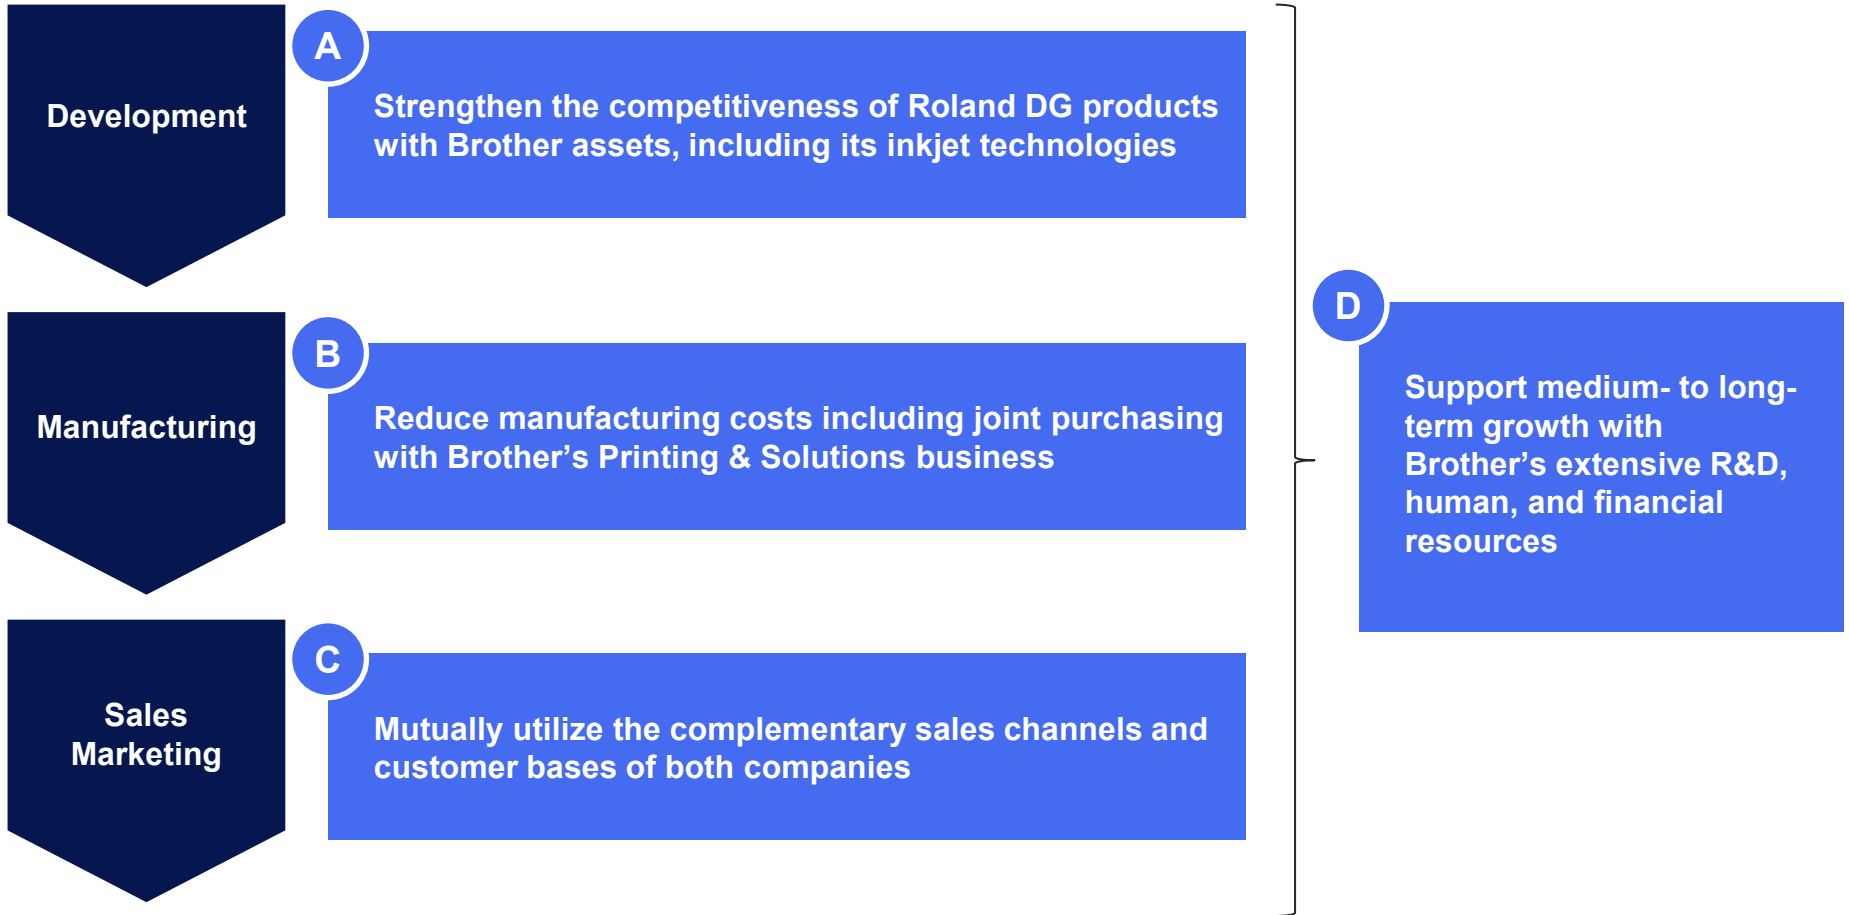 Development
A
Strengthen the competitiveness of Roland DG products
with Brother assets, including its inkjet technologies
Manufacturing
B
Reduce manufacturing costs including joint purchasing
with Brother’s Printing & Solutions business
Sales
Marketing
C
Mutually utilize the complementary sales channels and
customer bases of both companies
D
Support medium- to long-
term growth with
Brother’s extensive R&D,
human, and financial
resources